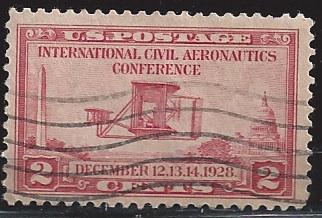 U.S. POSTAGE
INTERNATIONAL CIVIL AERONAUTICS
CONFERENCE
DECEMBER 12.13.14.1928.
2 CENTS 2